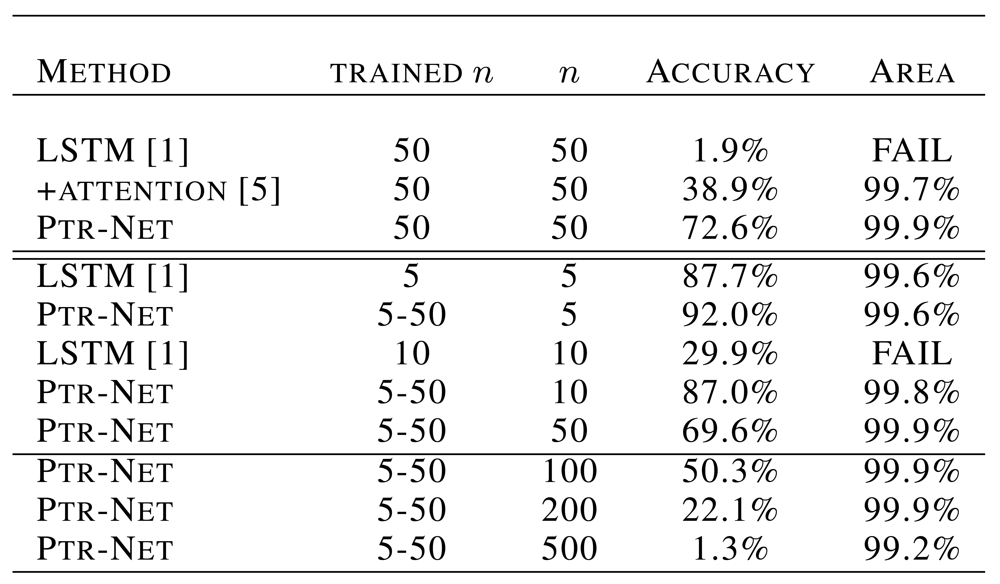 METHOD TRAINED n n ACCURACY AREA
LSTM [1] 50 50 1.9% FAIL
+ATTENTION [5] 50 50 38.9% 99.7%
PTR-NET 50 50 72.6% 99.9%
LSTM [1] 5 5 87.7% 99.6%
PTR-NET 5-50 5 92.0% 99.6%
LSTM [1] 10 10 29.9% FAIL
PTR-NET 5-50 10 87.0% 99.8%
PTR-NET 5-50 50 69.6% 99.9%
PTR-NET 5-50 100 50.3% 99.9%
PTR-NET 5-50 200 22.1% 99.9%
PTR-NET 5-50 500 1.3% 99.2%